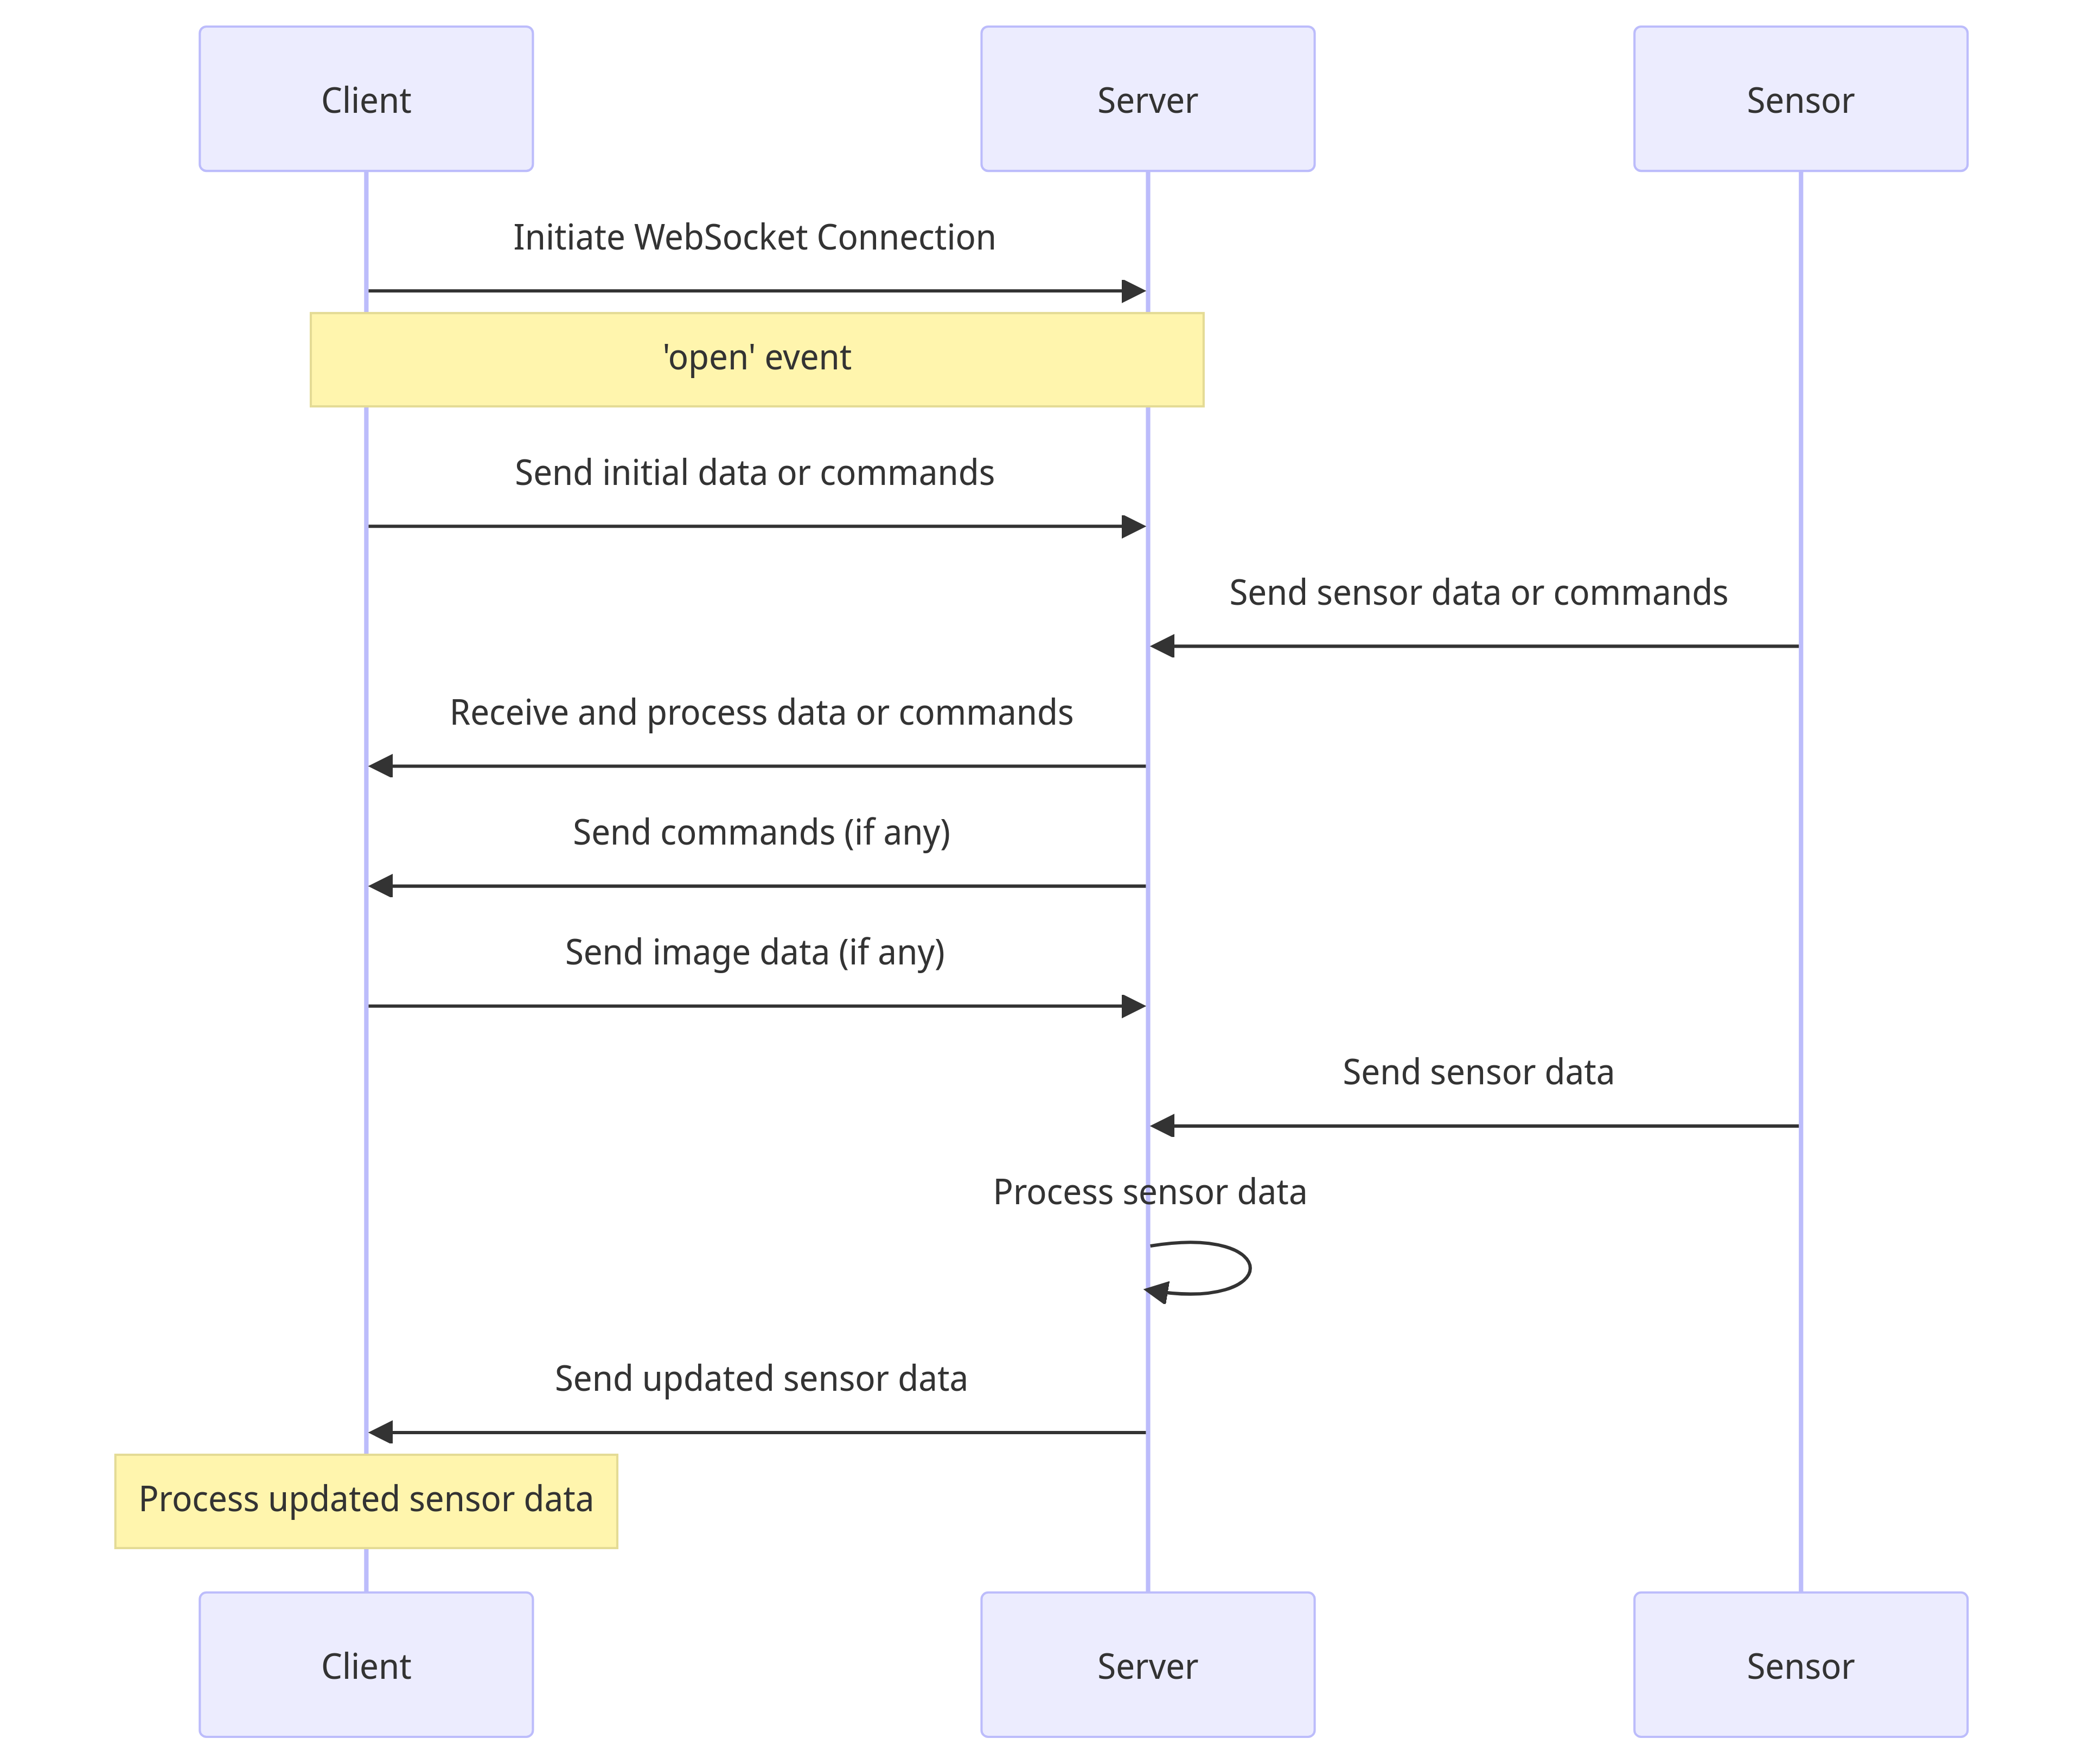 Client
Server
Sensor
Initiate WebSocket Connection
'open' event
Send initial data or commands
Send sensor data or commands
Receive and process data or commands
Send commands (if any)
Send image data (if any)
Send sensor data
Process sensor data
Send updated sensor data
Process updated sensor data
Client
Server
Sensor